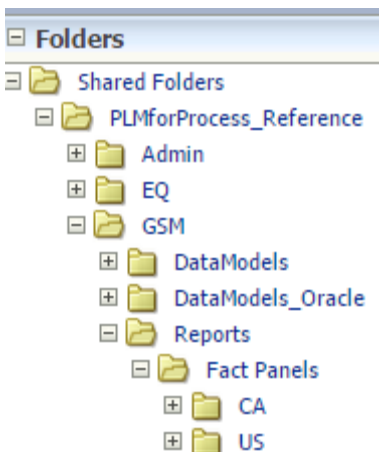 Folders
Shared Folders
PLMforProcess_Reference
Admin
EQ
GSM
DataModels
DataModels_Oracle
Reports
Fact Panels
CA
US